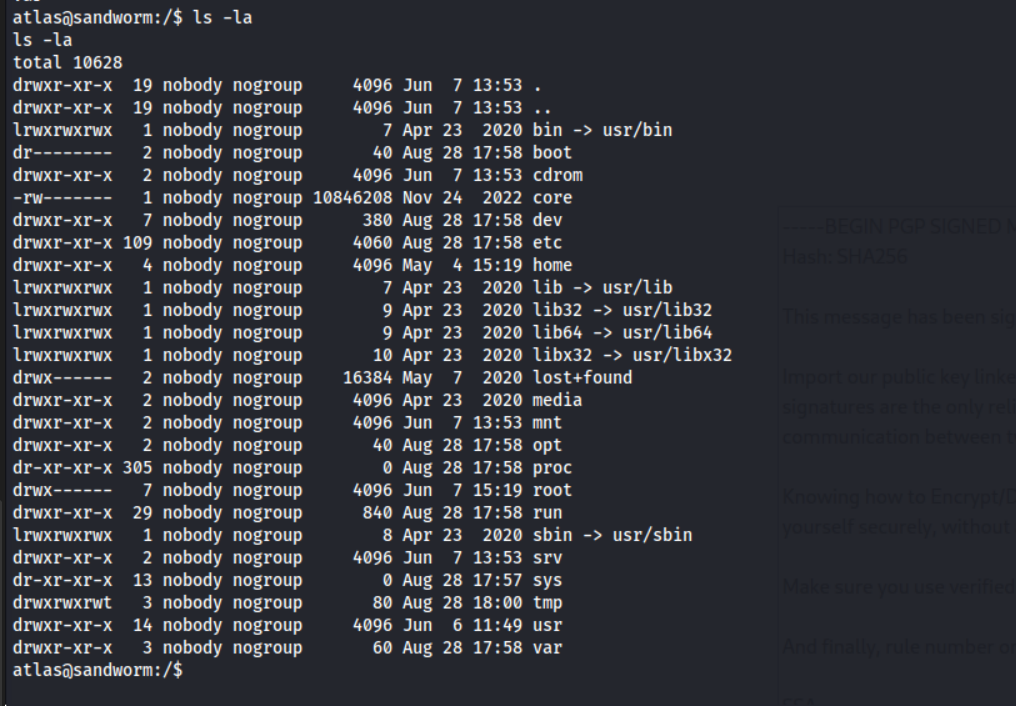 atlas@sandworm:/$ ls -la
ls -la
total 10628
drwxr-xr-x  19 nobody nogroup     4096 Jun  7 13:53 .
drwxr-xr-x  19 nobody nogroup     4096 Jun  7 13:53 ..
lrwxrwxrwx   1 nobody nogroup        7 Apr 23  2020 bin -> usr/bin
dr--------   2 nobody nogroup       40 Aug 28 17:58 boot
drwxr-xr-x   2 nobody nogroup     4096 Jun  7 13:53 cdrom
-rw-------   1 nobody nogroup 10846208 Nov 24  2022 core
drwxr-xr-x   7 nobody nogroup      380 Aug 28 17:58 dev
drwxr-xr-x 109 nobody nogroup     4060 Aug 28 17:58 etc
drwxr-xr-x   4 nobody nogroup     4096 May  4 15:19 home
lrwxrwxrwx   1 nobody nogroup        7 Apr 23  2020 lib -> usr/lib
lrwxrwxrwx   1 nobody nogroup        9 Apr 23  2020 lib32 -> usr/lib32
lrwxrwxrwx   1 nobody nogroup        9 Apr 23  2020 lib64 -> usr/lib64
lrwxrwxrwx   1 nobody nogroup       10 Apr 23  2020 libx32 -> usr/libx32
drwx------   2 nobody nogroup    16384 May  7  2020 lost+found
drwxr-xr-x   2 nobody nogroup     4096 Apr 23  2020 media
drwxr-xr-x   2 nobody nogroup     4096 Jun  7 13:53 mnt
drwxr-xr-x   2 nobody nogroup       40 Aug 28 17:58 opt
dr-xr-xr-x 305 nobody nogroup        0 Aug 28 17:58 proc
drwx------   7 nobody nogroup     4096 Jun  7 15:19 root
drwxr-xr-x  29 nobody nogroup      840 Aug 28 17:58 run
lrwxrwxrwx   1 nobody nogroup        8 Apr 23  2020 sbin -> usr/sbin
drwxr-xr-x   2 nobody nogroup     4096 Jun  7 13:53 srv
dr-xr-xr-x  13 nobody nogroup        0 Aug 28 17:57 sys
drwxrwxrwt   3 nobody nogroup       80 Aug 28 18:00 tmp
drwxr-xr-x  14 nobody nogroup     4096 Jun  6 11:49 usr
drwxr-xr-x   3 nobody nogroup       60 Aug 28 17:58 var
atlas@sandworm:/$
-----BEGIN PGP SIGNED
Hash: SHA256
This message has been
Import our public key
signatures are the only
communication between
Knowing how to
yourself securely, without
Make sure you use verified
And finally, rule number